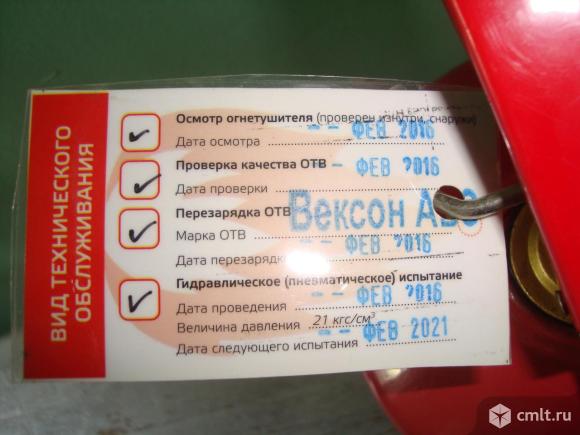 ВИД ТЕХНИЧЕСКОГО
ОБСЛУЖИВАНИЯ
Осмотр огнетушителя (проверен изнутри, снаружи)
Дата осмотра -- ФЕВ 2016
Проверка качества ОТВ
Дата проверки -- ФЕВ 2016
Перезарядка ОТВ
Марка ОТВ Вексон АВС
Дата перезарядки -- ФЕВ 2016
Гидравлическое (пневматическое) испытание
Дата проведения -- ФЕВ 2016
Величина давления 21 кгс/см³
Дата следующего испытания -- ФЕВ 2021
cmlt.ru